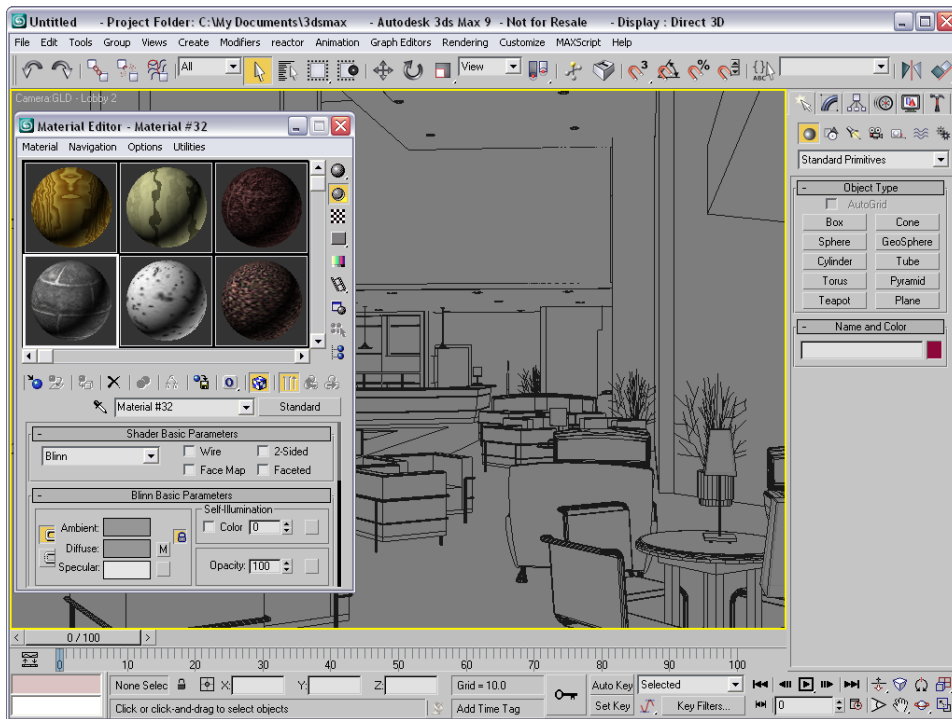 Untitled - Project Folder: C:\My Documents\3dsmax - Autodesk 3ds Max 9 - Not for Resale - Display : Direct 3D
File Edit Tools Group Views Create Modifiers reactor Animation Graph Editors Rendering Customize MAXScript Help
All View 3 % {} ABC
Camera:GLD - Lobby 2
Material Editor - Material #32
Material Navigation Options Utilities
Standard Primitives
- Object Type
AutoGrid
Box Cone
Sphere GeoSphere
Cylinder Tube
Torus Pyramid
Teapot Plane
- Name and Color
Material #32 Standard
- Shader Basic Parameters
Blinn Wire 2-Sided
Face Map Faceted
- Blinn Basic Parameters
Self-Illumination
Ambient: Color 0
Diffuse: M
Specular: Opacity: 100
< 0 / 100 >
0 10 20 30 40 50 60 70 80 90 100
None Selec X: Y: Z: Grid = 10.0 Auto Key Selected
Click or click-and-drag to select objects Add Time Tag Set Key Key Filters... 0